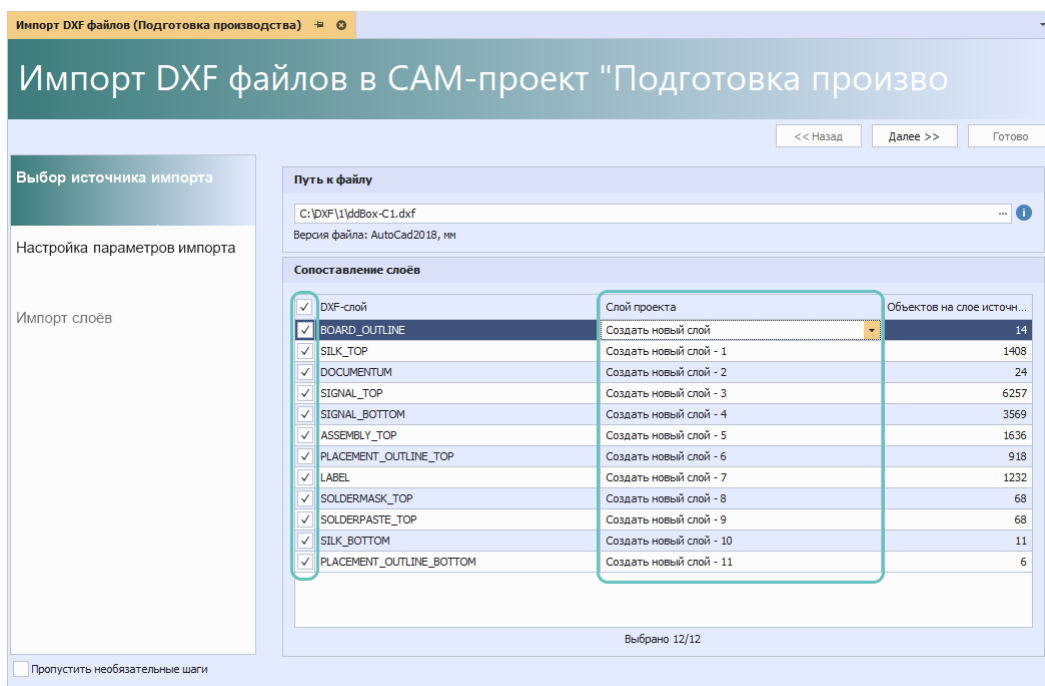 Импорт DXF файлов (Подготовка производства)
Импорт DXF файлов в CAM-проект "Подготовка произво
<< Назад Далее >> Готово
Выбор источника импорта
Настройка параметров импорта
Импорт слоёв
Путь к файлу
C:\DXF\1\ddBox-C1.dxf ...
Версия файла: AutoCad2018, мм
Сопоставление слоёв
DXF-слой Слой проекта Объектов на слое источн...
BOARD_OUTLINE Создать новый слой 14
SILK_TOP Создать новый слой - 1 1408
DOCUMENTUM Создать новый слой - 2 24
SIGNAL_TOP Создать новый слой - 3 6257
SIGNAL_BOTTOM Создать новый слой - 4 3569
ASSEMBLY_TOP Создать новый слой - 5 1636
PLACEMENT_OUTLINE_TOP Создать новый слой - 6 918
LABEL Создать новый слой - 7 1232
SOLDERMASK_TOP Создать новый слой - 8 68
SOLDERPASTE_TOP Создать новый слой - 9 68
SILK_BOTTOM Создать новый слой - 10 11
PLACEMENT_OUTLINE_BOTTOM Создать новый слой - 11 6
Выбрано 12/12
Пропустить необязательные шаги